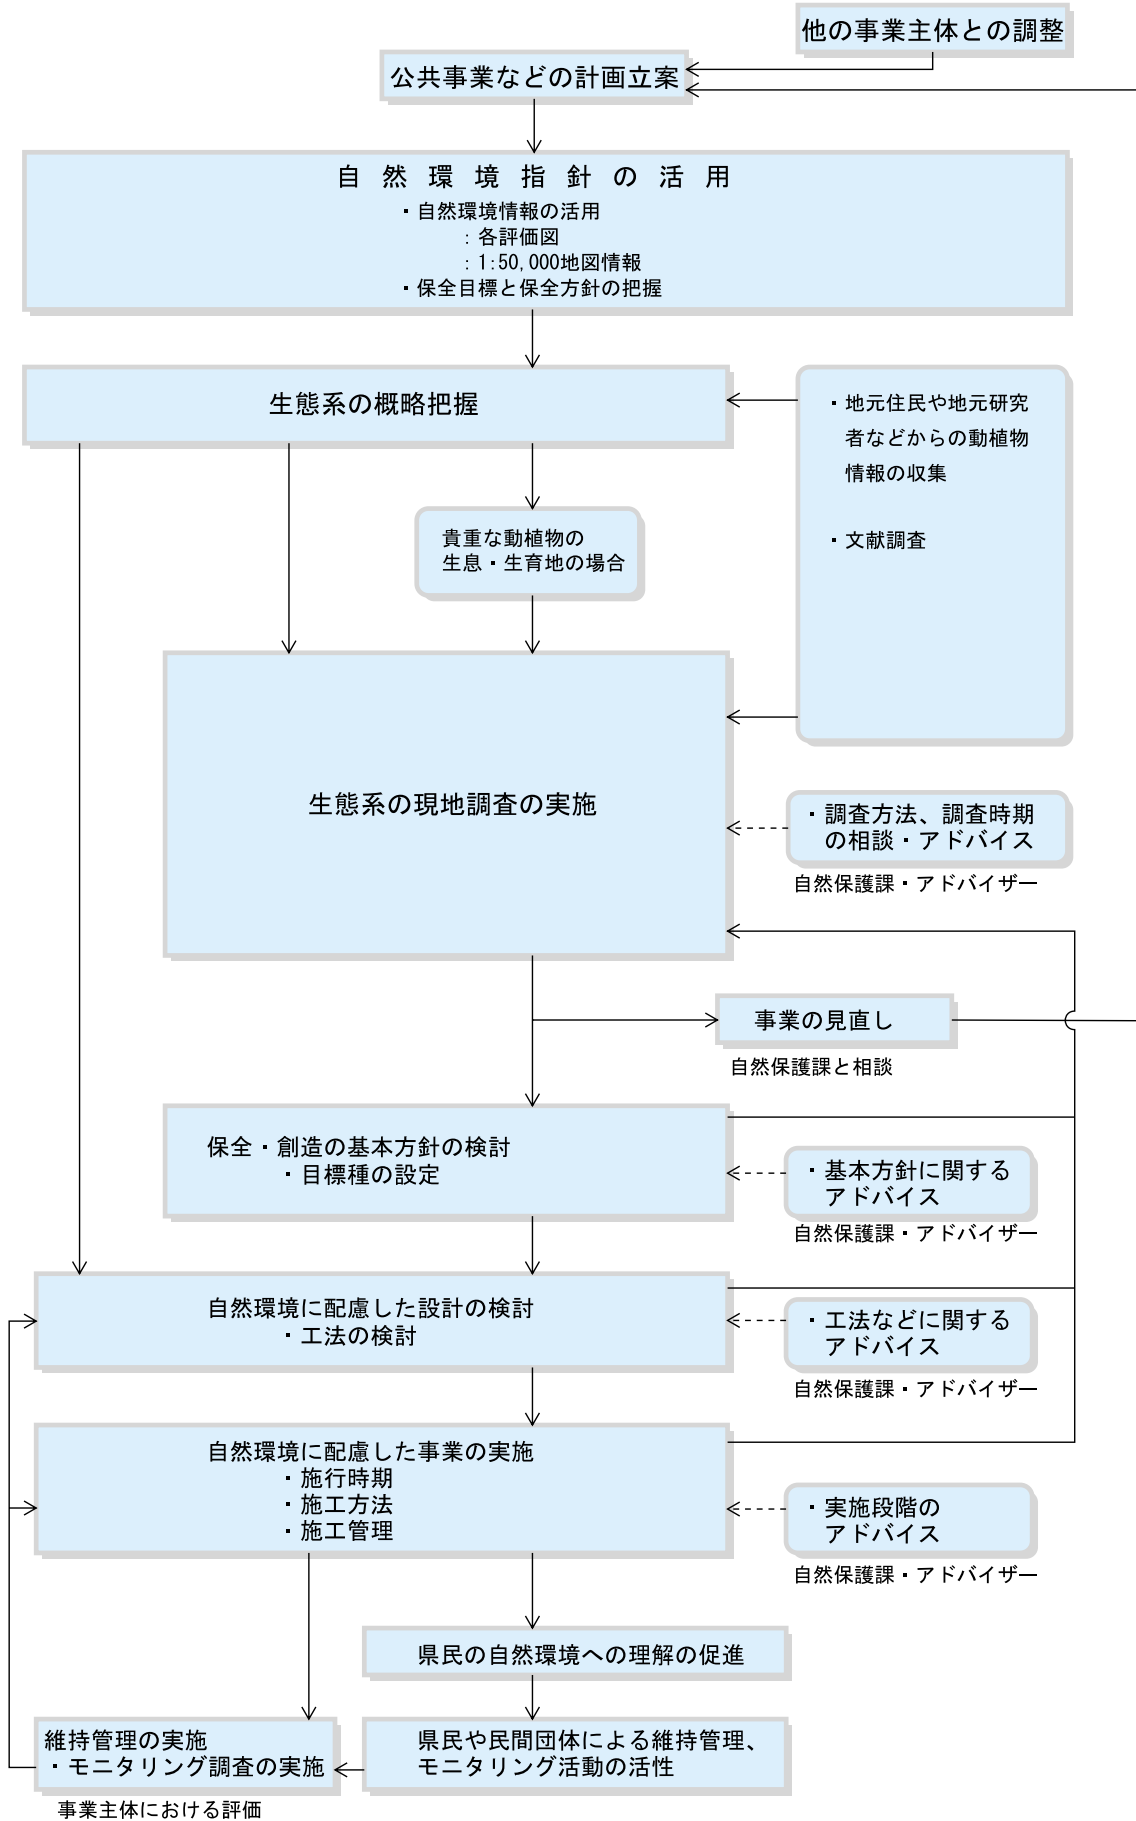 他の事業主体との調整
公共事業などの計画立案
自然環境指針の活用
・自然環境情報の活用
：各評価図
：1:50,000地図情報
・保全目標と保全方針の把握
生態系の概略把握
・地元住民や地元研究
者などからの動植物
情報の収集
・文献調査
貴重な動植物の
生息・生育地の場合
生態系の現地調査の実施
・調査方法、調査時期
の相談・アドバイス
自然保護課・アドバイザー
事業の見直し
自然保護課と相談
保全・創造の基本方針の検討
・目標種の設定
・基本方針に関する
アドバイス
自然保護課・アドバイザー
自然環境に配慮した設計の検討
・工法の検討
・工法などに関する
アドバイス
自然保護課・アドバイザー
自然環境に配慮した事業の実施
・施行時期
・施工方法
・施工管理
・実施段階の
アドバイス
自然保護課・アドバイザー
県民の自然環境への理解の促進
維持管理の実施
・モニタリング調査の実施
県民や民間団体による維持管理、
モニタリング活動の活性
事業主体における評価